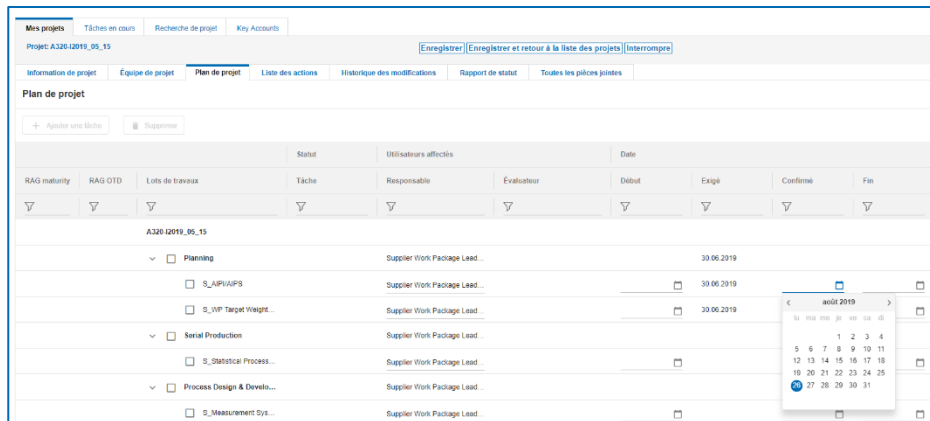 Mes projets Tâches en cours Recherche de projet Key Accounts
Projet: A320-I2019_05_15 Enregistrer Enregistrer et retour à la liste des projets Interrompre
Information de projet Équipe de projet Plan de projet Liste des actions Historique des modifications Rapport de statut Toutes les pièces jointes
Plan de projet
+ Ajouter une tâche Supprimer
Statut Utilisateurs affectés Date
RAG maturity RAG OTD Lots de travaux Tâche Responsable Évaluateur Début Exigé Confirmé Fin
A320-I2019_05_15
Planning Supplier Work Package Lead... 30.06.2019
S_AIPI/AIPS Supplier Work Package Lead... 30.06.2019
S_WP Target Weight... Supplier Work Package Lead... 30.06.2019
Serial Production Supplier Work Package Lead...
S_Statistical Process... Supplier Work Package Lead...
Process Design & Develo... Supplier Work Package Lead...
S_Measurement Sys... Supplier Work Package Lead...
< août 2019 >
lu ma me je ve sa di
1 2 3 4
5 6 7 8 9 10 11
12 13 14 15 16 17 18
19 20 21 22 23 24 25
26 27 28 29 30 31